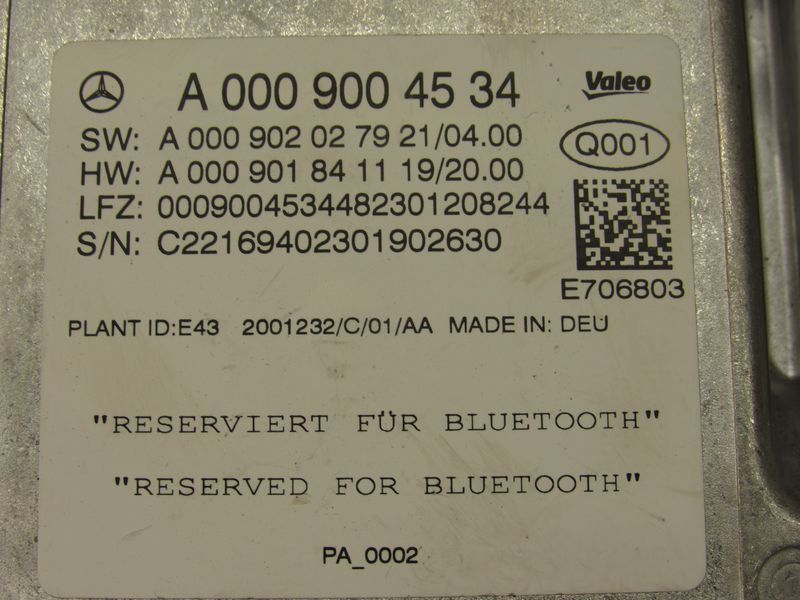 A 000 900 45 34 Valeo
SW: A 000 902 02 79 21/04.00
HW: A 000 901 84 11 19/20.00
Q001
LFZ: 0009004534482301208244
S/N: C22169402301902630
E706803
PLANT ID:E43 2001232/C/01/AA MADE IN: DEU
"RESERVIERT FÜR BLUETOOTH"
"RESERVED FOR BLUETOOTH"
PA_0002